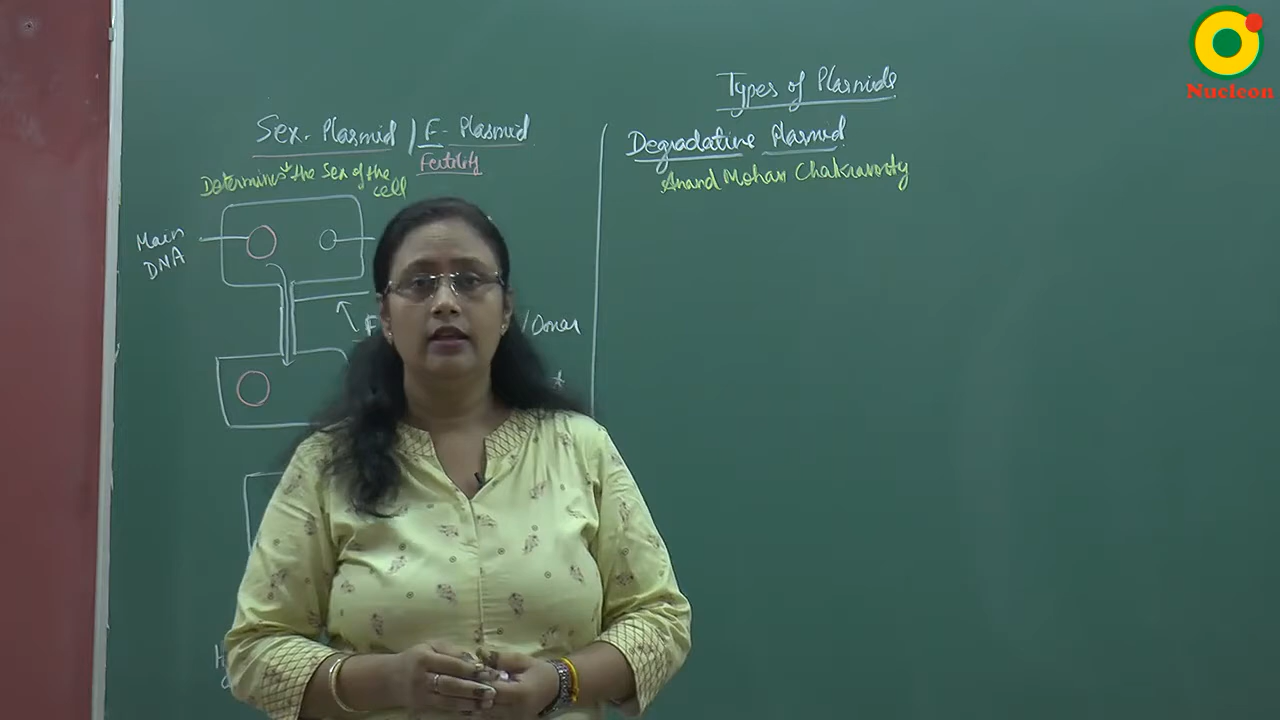 Nucleon
Types of Plasmids
Sex-Plasmid / F-Plasmid
Fertility
Determines the Sex of the
cell
Main
DNA
F
/Donar
Degradative Plasmid
Anand Mohan Chakravorty